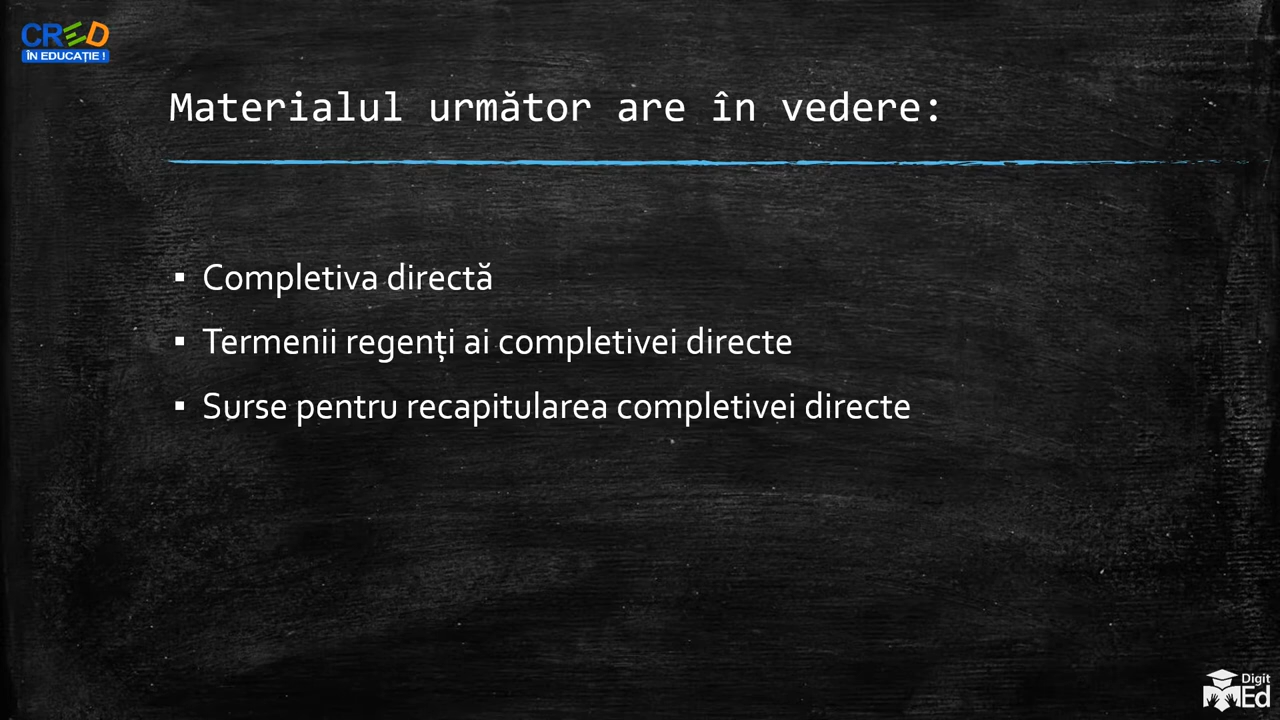 CRED
ÎN EDUCAȚIE !
Materialul următor are în vedere:
▪ Completiva directă
▪ Termenii regenți ai completivei directe
▪ Surse pentru recapitularea completivei directe
Digit
Ed